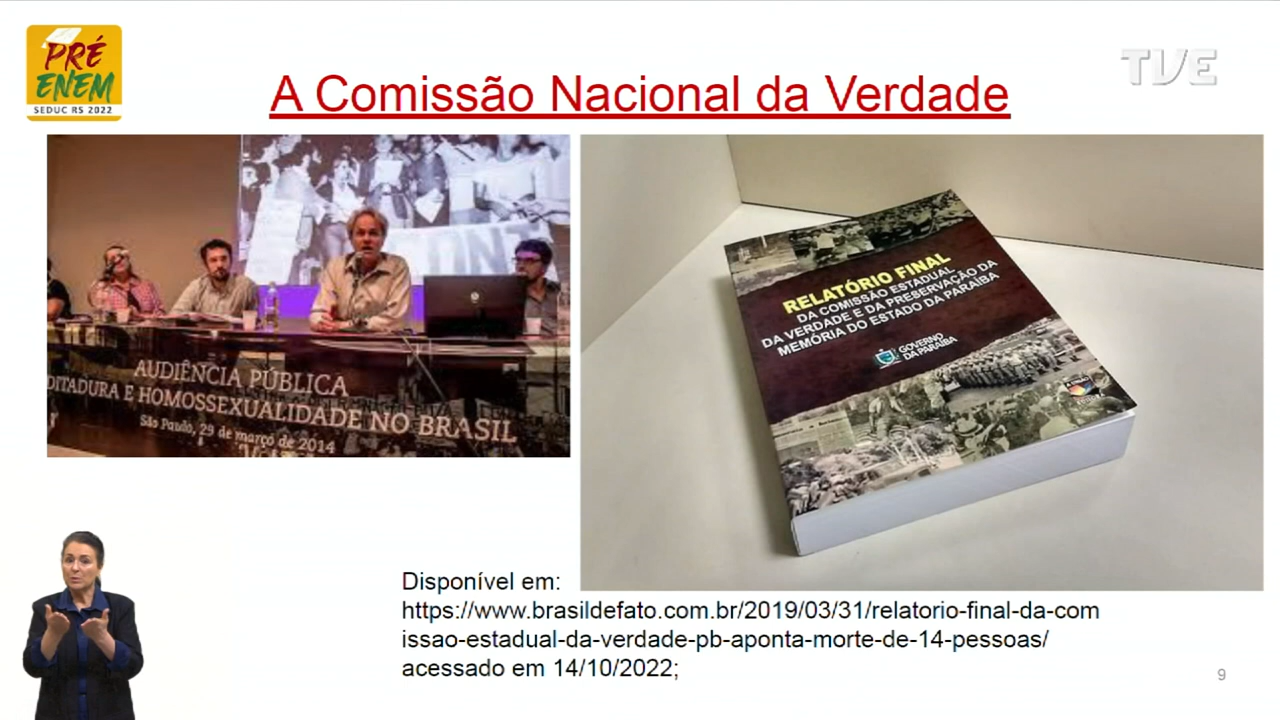 PRÉ
ENEM
SEDUC RS 2022
TVE
A Comissão Nacional da Verdade
AUDIÊNCIA PÚBLICA
DITADURA E HOMOSSEXUALIDADE NO BRASIL
São Paulo, 29 de março de 2014
RELATÓRIO FINAL
DA COMISSÃO ESTADUAL
DA VERDADE E DA PRESERVAÇÃO DA
MEMÓRIA DO ESTADO DA PARAÍBA
GOVERNO
DA PARAÍBA
Disponível em:
https://www.brasildefato.com.br/2019/03/31/relatorio-final-da-com
issao-estadual-da-verdade-pb-aponta-morte-de-14-pessoas/
acessado em 14/10/2022;
9